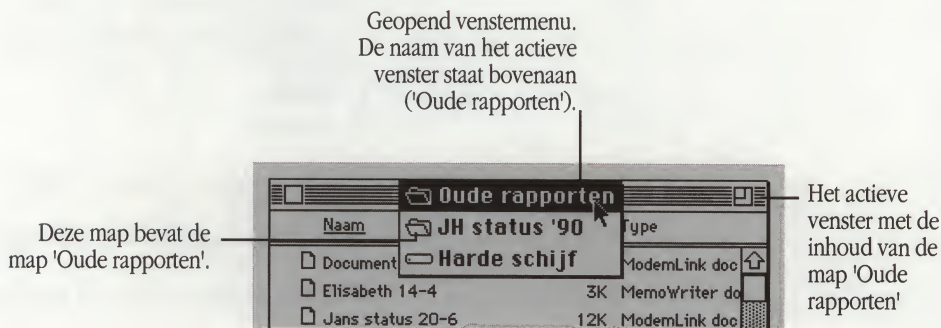 Geopend venstermenu.
De naam van het actieve
venster staat bovenaan
('Oude rapporten').
Deze map bevat de
map 'Oude rapporten'.
Oude rapporten
Naam
JH status '90
Type
Document
Harde schijf
ModemLink doc
Elisabeth 14-4
3K MemoWriter do
Jans status 20-6
12K ModemLink doc
Het actieve
venster met de
inhoud van de
map 'Oude
rapporten'